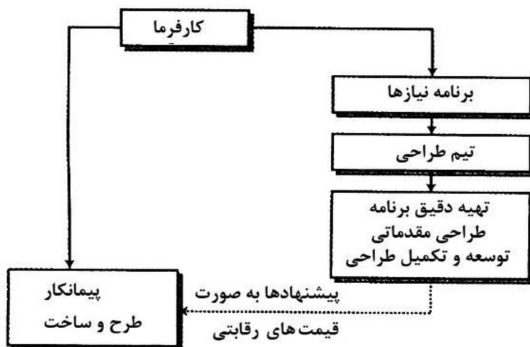 کارفرما
برنامه نیازها
تیم طراحی
تهیه دقیق برنامه
طراحی مقدماتی
توسعه و تکمیل طراحی
پیشنهادها به صورت
قیمت‌های رقابتی
پیمانکار
طرح و ساخت